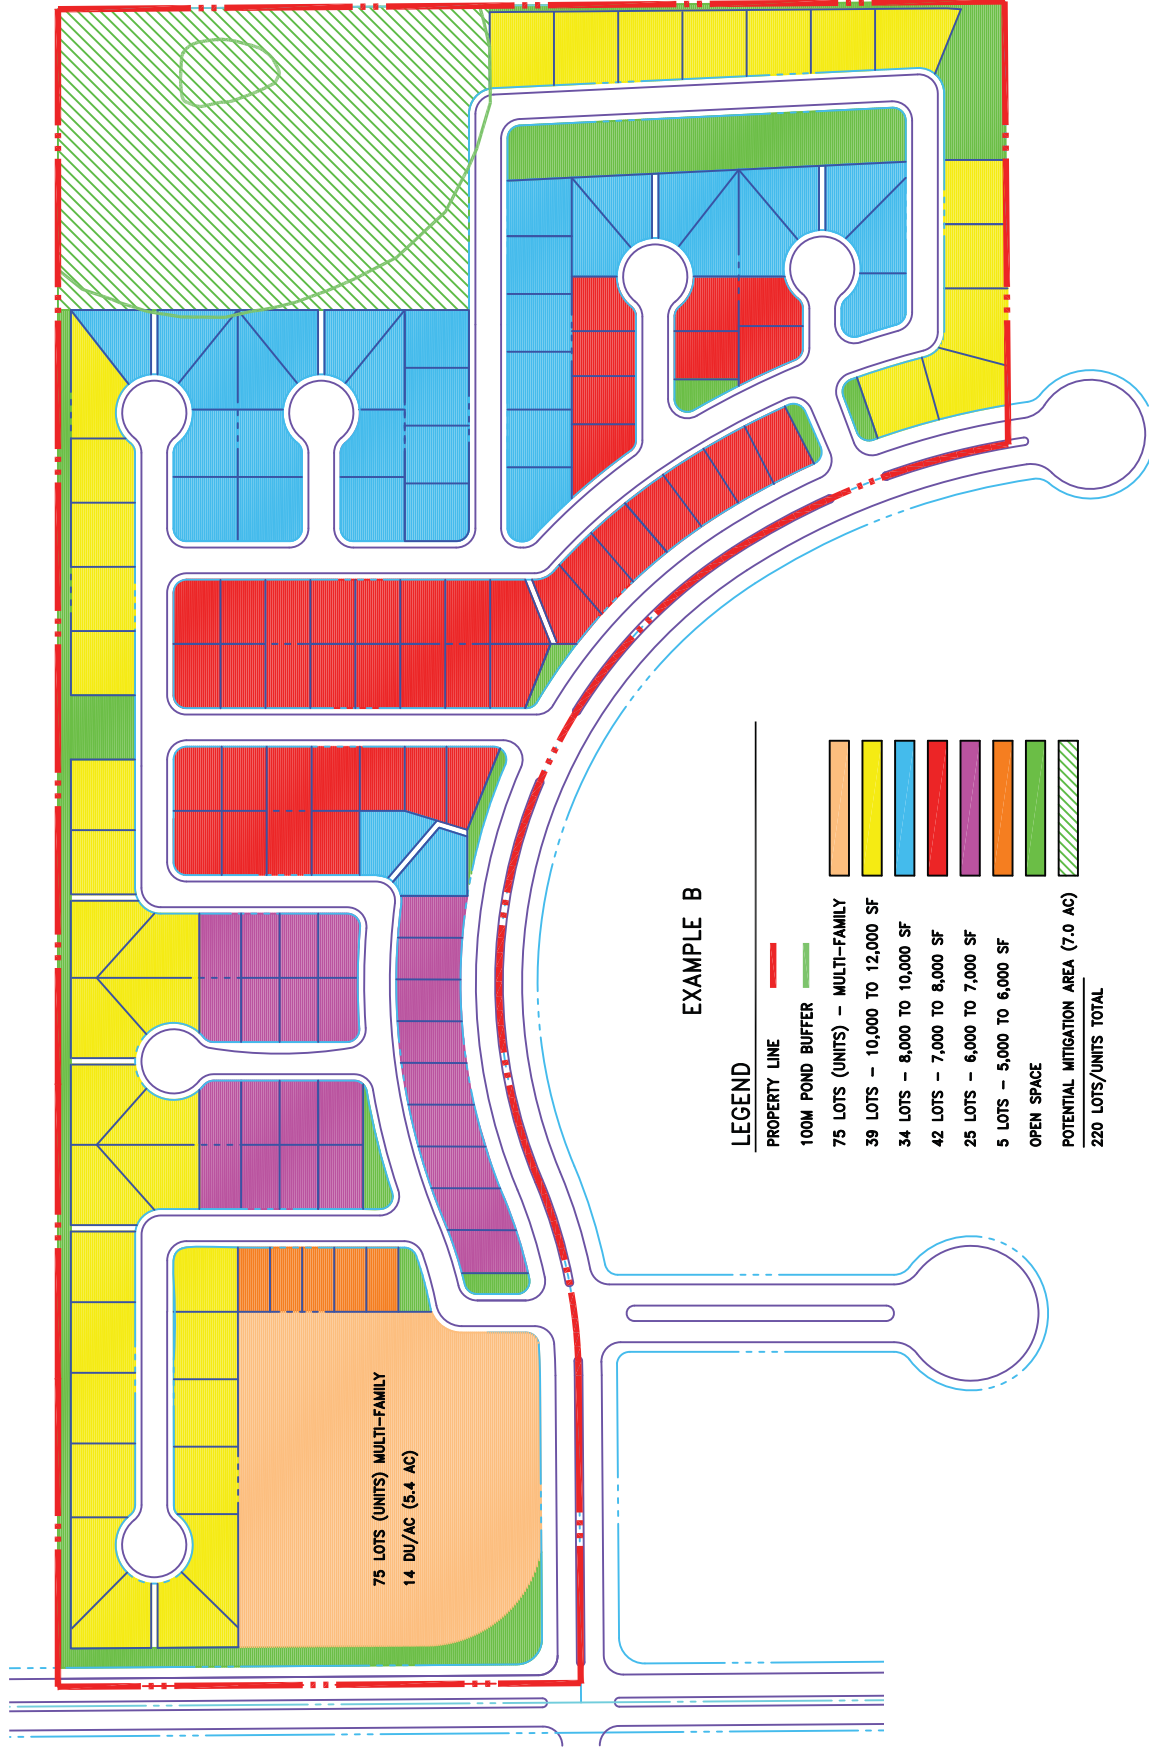 75 LOTS (UNITS) MULTI-FAMILY
14 DU/AC (5.4 AC)
EXAMPLE B
LEGEND
PROPERTY LINE
100M POND BUFFER
75 LOTS (UNITS) - MULTI-FAMILY
39 LOTS - 10,000 TO 12,000 SF
34 LOTS - 8,000 TO 10,000 SF
42 LOTS - 7,000 TO 8,000 SF
25 LOTS - 6,000 TO 7,000 SF
5 LOTS - 5,000 TO 6,000 SF
OPEN SPACE
POTENTIAL MITIGATION AREA (7.0 AC)
220 LOTS/UNITS TOTAL